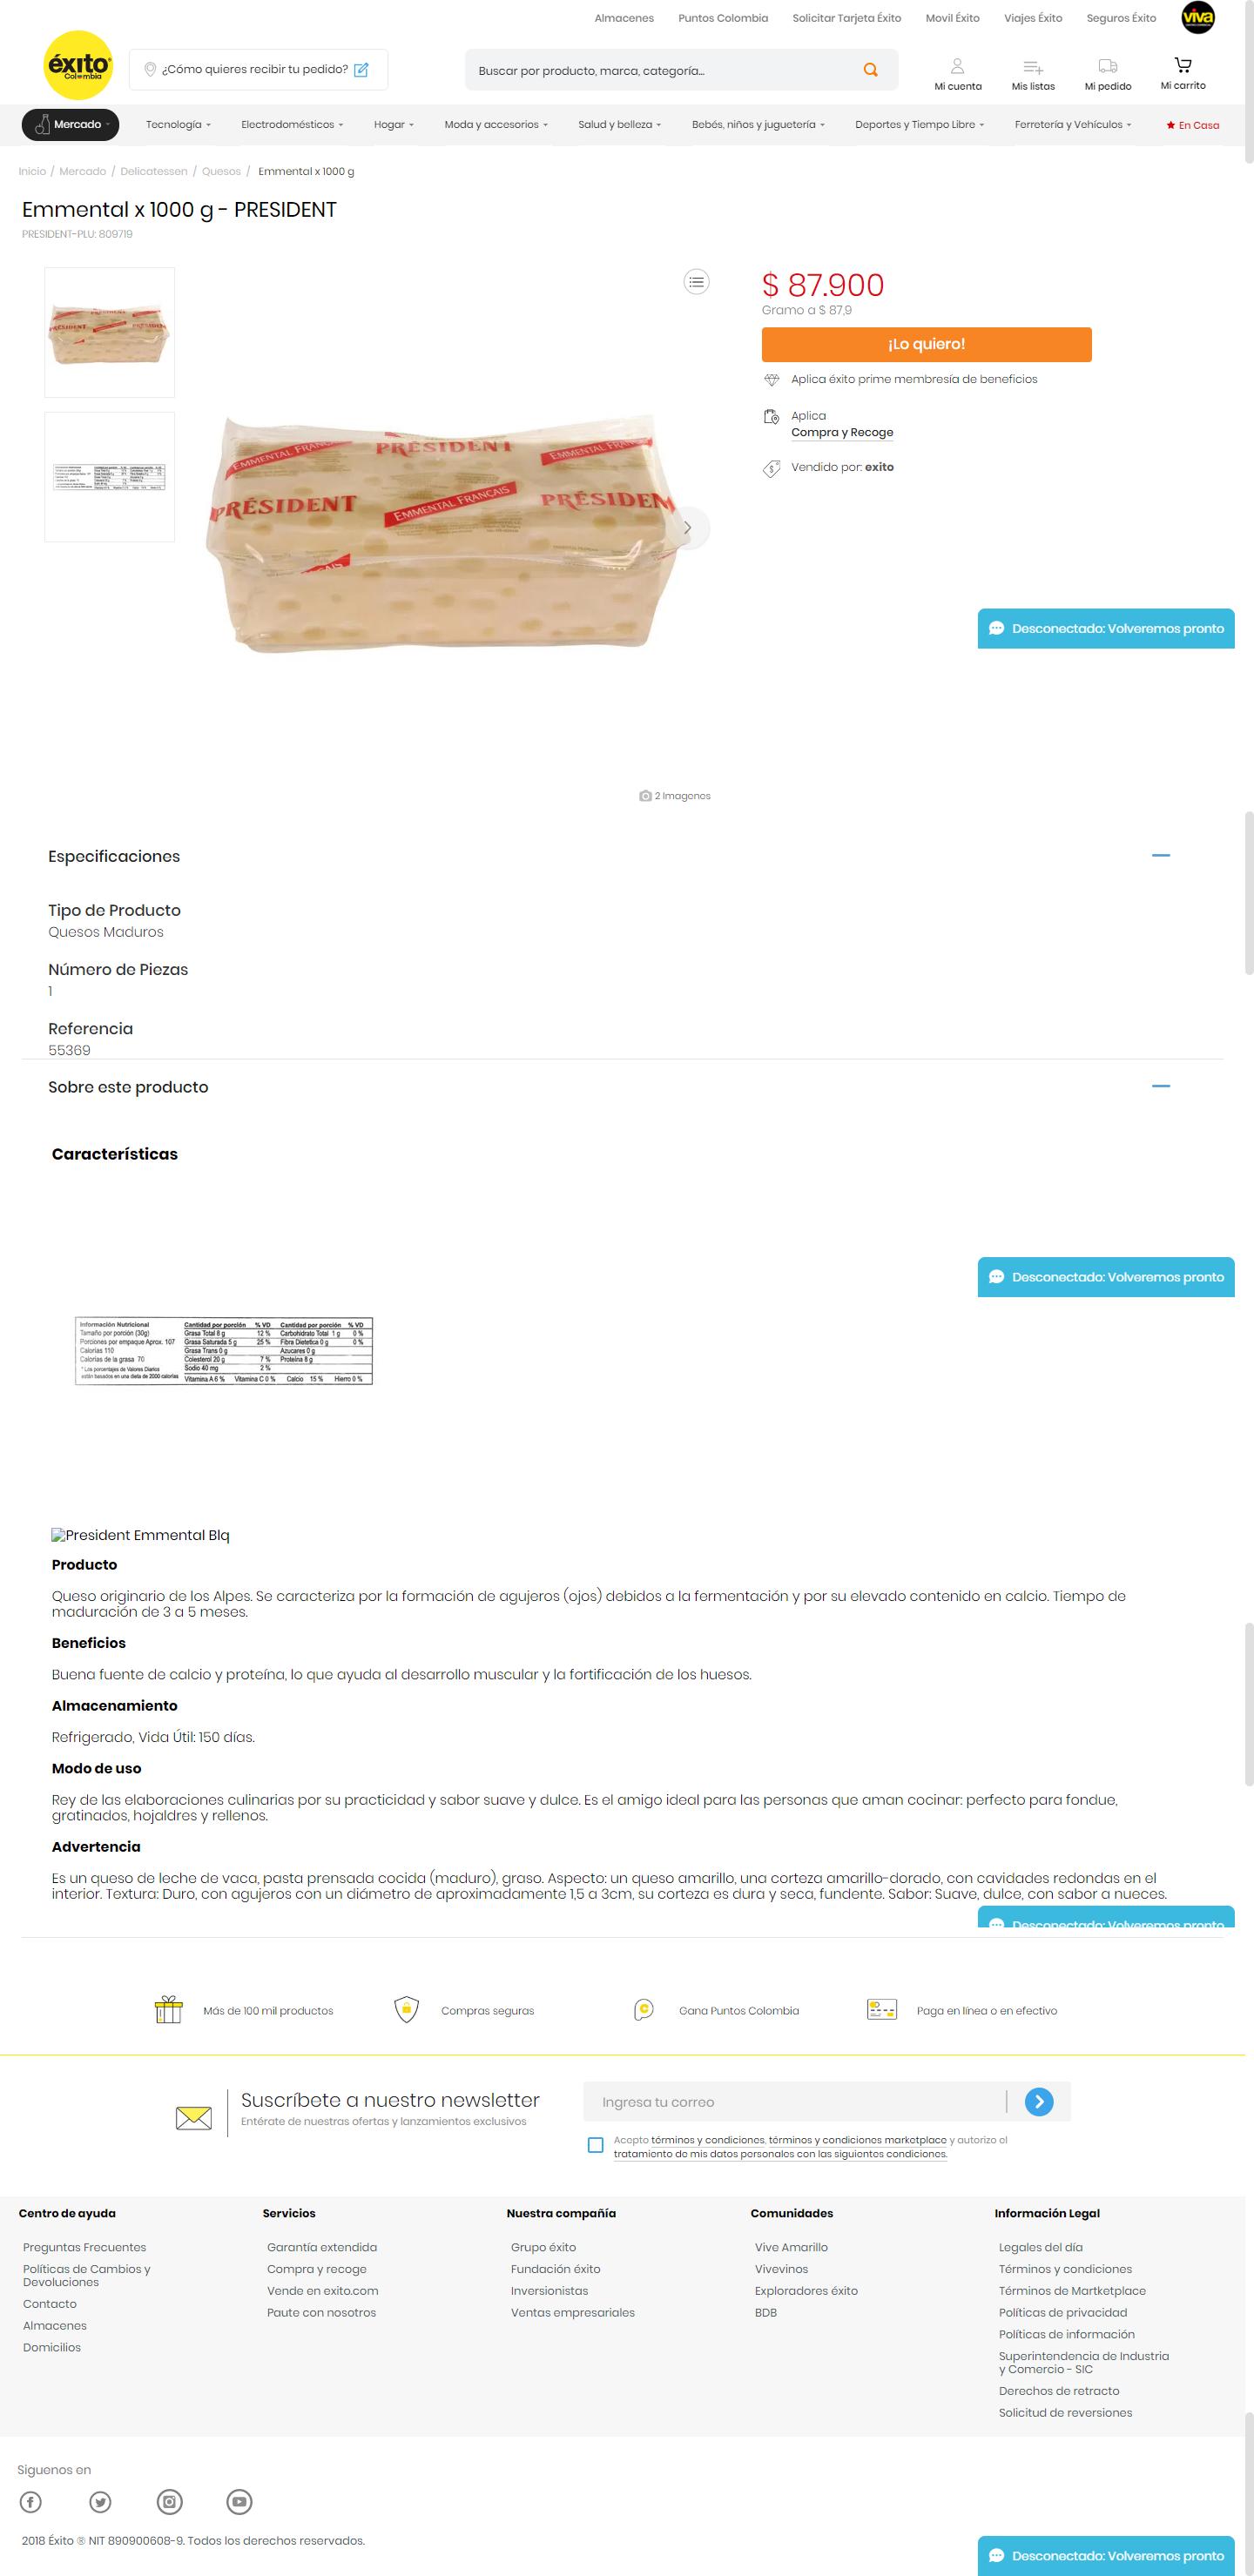 Almacenes Puntos Colombia Solicitar Tarjeta Éxito Movil Éxito Viajes Éxito Seguros Éxito viva
éxito
Colombia
¿Cómo quieres recibir tu pedido?
Buscar por producto, marca, categoría...
Mi cuenta Mis listas Mi pedido Mi carrito
Mercado Tecnología Electrodomésticos Hogar Moda y accesorios Salud y belleza Bebés, niños y juguetería Deportes y Tiempo Libre Ferretería y Vehículos En Casa
Inicio / Mercado / Delicatessen / Quesos / Emmental x 1000 g
Emmental x 1000 g - PRESIDENT
PRESIDENT-PLU: 809719
PRÉSIDENT
EMMENTAL FRANÇAIS
PRÉSIDENT
EMMENTAL FRANÇAIS
PRÉSIDENT
$ 87.900
Gramo a $ 87,9
¡Lo quiero!
Aplica éxito prime membresía de beneficios
Aplica
Compra y Recoge
Vendido por: exito
Desconectado: Volveremos pronto
2 Imagenes
Especificaciones
Tipo de Producto
Quesos Maduros
Número de Piezas
1
Referencia
55369
Sobre este producto
Características
Desconectado: Volveremos pronto
Información Nutricional Cantidad por porción % VD Cantidad por porción % VD
Tamaño por porción (30g) Grasa Total 8 g 12 % Carbohidrato Total 1 g 0 %
Porciones por empaque Aprox. 107 Grasa Saturada 5 g 25 % Fibra Dietetica 0 g 0 %
Calorías 110 Grasa Trans 0 g Azucares 0 g
Calorías de la grasa 70 Colesterol 20 g 7 % Proteína 8 g
* Los porcentajes de Valores Diarios Sodio 40 mg 2 %
están basados en una dieta de 2000 calorías Vitamina A 6 % Vitamina C 0 % Calcio 15 % Hierro 0 %
President Emmental Blq
Producto
Queso originario de los Alpes. Se caracteriza por la formación de agujeros (ojos) debidos a la fermentación y por su elevado contenido en calcio. Tiempo de
maduración de 3 a 5 meses.
Beneficios
Buena fuente de calcio y proteína, lo que ayuda al desarrollo muscular y la fortificación de los huesos.
Almacenamiento
Refrigerado, Vida Útil: 150 días.
Modo de uso
Rey de las elaboraciones culinarias por su practicidad y sabor suave y dulce. Es el amigo ideal para las personas que aman cocinar: perfecto para fondue,
gratinados, hojaldres y rellenos.
Advertencia
Es un queso de leche de vaca, pasta prensada cocida (maduro), graso. Aspecto: un queso amarillo, una corteza amarillo-dorado, con cavidades redondas en el
interior. Textura: Duro, con agujeros con un diámetro de aproximadamente 1,5 a 3cm, su corteza es dura y seca, fundente. Sabor: Suave, dulce, con sabor a nueces.
Desconectado: Volveremos pronto
Más de 100 mil productos Compras seguras Gana Puntos Colombia Paga en línea o en efectivo
Suscríbete a nuestro newsletter
Entérate de nuestras ofertas y lanzamientos exclusivos
Ingresa tu correo
Acepto términos y condiciones, términos y condiciones marketplace y autorizo el
tratamiento de mis datos personales con las siguientes condiciones.
Centro de ayuda
Preguntas Frecuentes
Políticas de Cambios y
Devoluciones
Contacto
Almacenes
Domicilios
Servicios
Garantía extendida
Compra y recoge
Vende en exito.com
Paute con nosotros
Nuestra compañía
Grupo éxito
Fundación éxito
Inversionistas
Ventas empresariales
Comunidades
Vive Amarillo
Vivevinos
Exploradores éxito
BDB
Información Legal
Legales del día
Términos y condiciones
Términos de Martketplace
Políticas de privacidad
Políticas de información
Superintendencia de Industria
y Comercio - SIC
Derechos de retracto
Solicitud de reversiones
Siguenos en
2018 Éxito ® NIT 890900608-9. Todos los derechos reservados.
Desconectado: Volveremos pronto